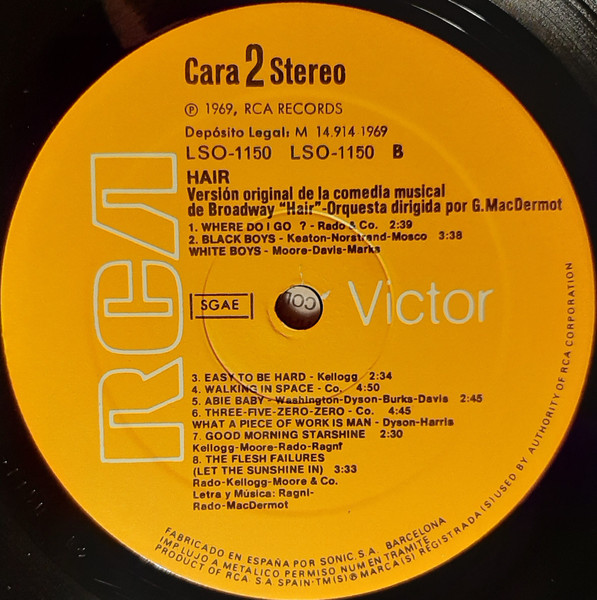 Cara 2 Stereo
Ⓟ 1969, RCA RECORDS
Depósito Legal: M 14.914 1969
LSO-1150 LSO-1150 B
HAIR
Versión original de la comedia musical
de Broadway "Hair"-Orquesta dirigida por G.MacDermot
1. WHERE DO I GO ? - Rado & Co. 2:39
2. BLACK BOYS - Keaton-Norstrand-Mosco 3:38
WHITE BOYS - Moore-Davis-Marks
SGAE
RCA
Victor
3. EASY TO BE HARD - Kellogg 2:34
4. WALKING IN SPACE - Co. 4:50
5. ABIE BABY - Washington-Dyson-Burks-Davis 2:45
6. THREE-FIVE-ZERO-ZERO - Co. 4:45
WHAT A PIECE OF WORK IS MAN - Dyson-Harris
7. GOOD MORNING STARSHINE 2:30
Kellogg-Moore-Rado-Ragnf
8. THE FLESH FAILURES
(LET THE SUNSHINE IN) 3:33
Rado-Kellogg-Moore & Co.
Letra y Música: Ragni-
Rado-MacDermot
FABRICADO EN ESPAÑA POR SONIC, S.A. BARCELONA
IMP LUJO A METALICO PERMISO NUM EN TRAMITE
PRODUCT OF RCA. S.A SPAIN-TM(S)® MARCA(S) REGISTRADA(S) USED BY AUTHORITY OF RCA CORPORATION